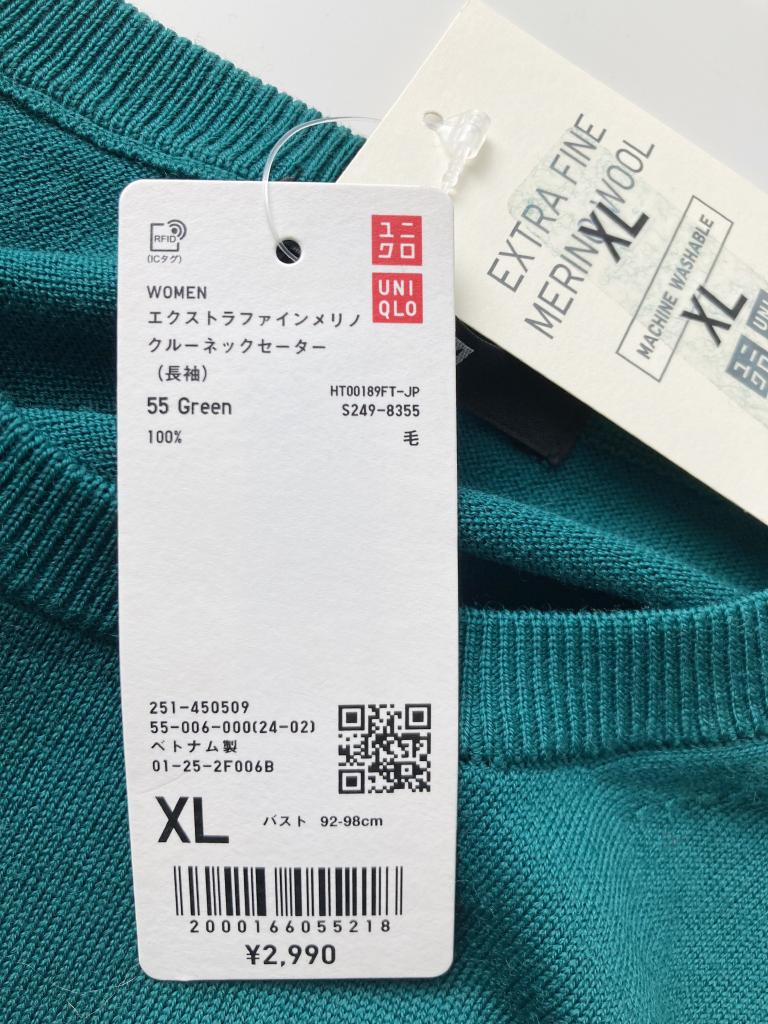 RFID
(ICタグ)
ユニ
クロ
UNI
QLO
WOMEN
エクストラファインメリノ
クルーネックセーター
（長袖）
HT00189FT-JP
55 Green
S249-8355
100%
毛
251-450509
55-006-000(24-02)
ベトナム製
01-25-2F006B
XL
バスト 92-98cm
2000166055218
¥2,990
EXTRA FINE
MERINO WOOL
XL
MACHINE WASHABLE
XL
ユニ
UNI